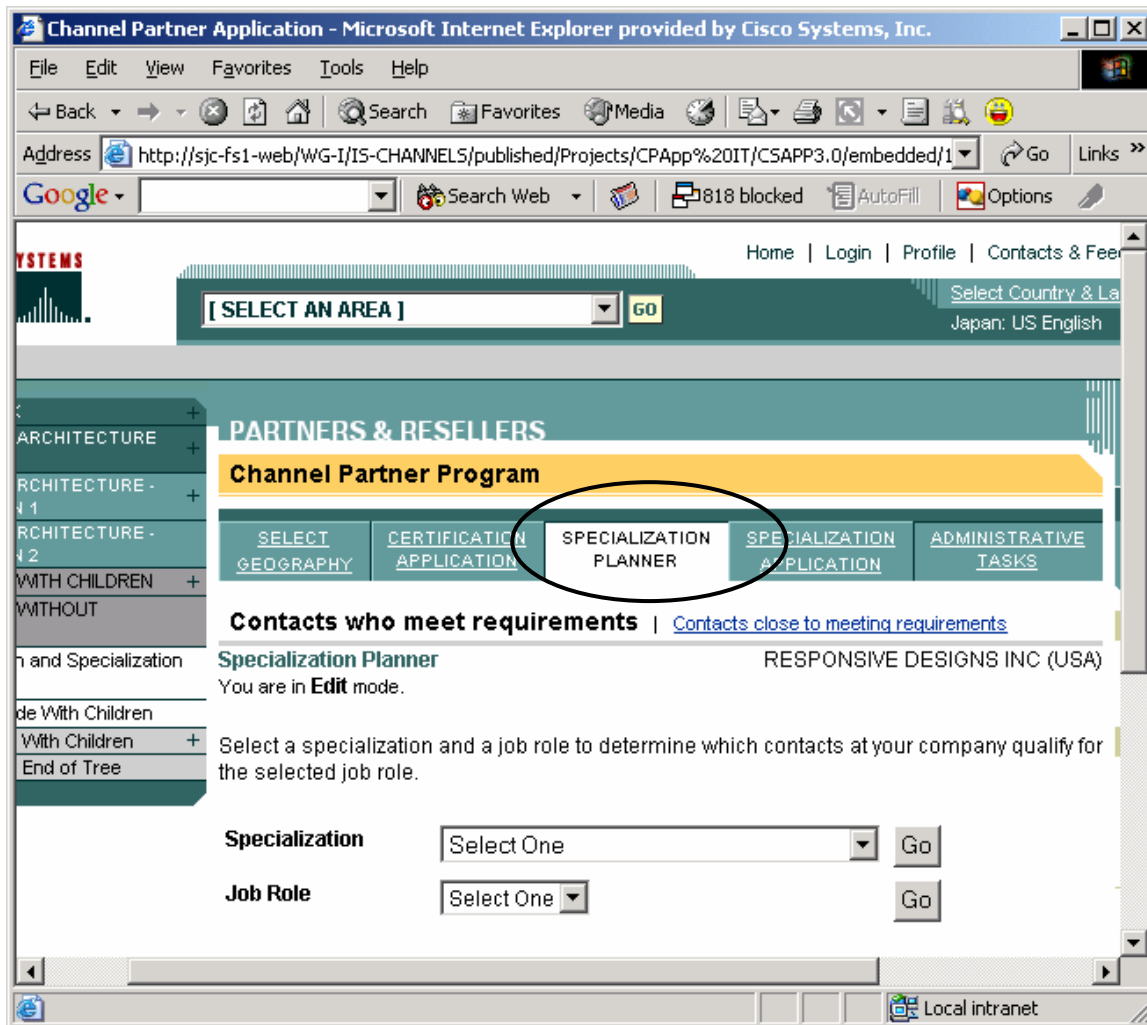 Channel Partner Application - Microsoft Internet Explorer provided by Cisco Systems, Inc.
File Edit View Favorites Tools Help
Back Search Favorites Media
Address http://sjc-fs1-web/WG-I/IS-CHANNELS/published/Projects/CPApp%20IT/CSAPP3.0/embedded/1 Go Links »
Google Search Web 1818 blocked AutoFill Options
YSTEMS
Home | Login | Profile | Contacts & Fee
[ SELECT AN AREA ] GO
Select Country & La
Japan: US English
ARCHITECTURE
RCHITECTURE -
N 1
RCHITECTURE -
N 2
WITH CHILDREN +
WITHOUT
n and Specialization
de With Children
With Children +
End of Tree
PARTNERS & RESELLERS
Channel Partner Program
SELECT GEOGRAPHY
CERTIFICATION APPLICATION
SPECIALIZATION PLANNER
SPECIALIZATION APPLICATION
ADMINISTRATIVE TASKS
Contacts who meet requirements | Contacts close to meeting requirements
Specialization Planner RESPONSIVE DESIGNS INC (USA)
You are in Edit mode.
Select a specialization and a job role to determine which contacts at your company qualify for
the selected job role.
Specialization Select One Go
Job Role Select One Go
Local intranet